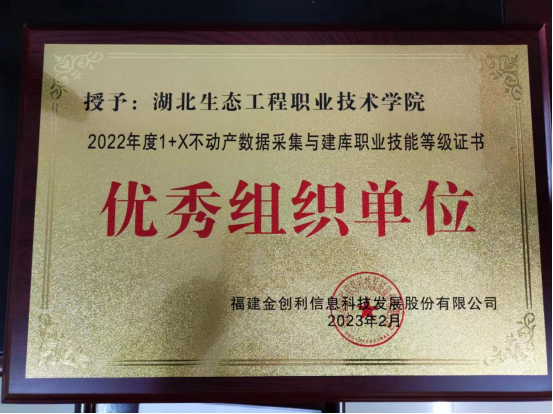 授予：湖北生态工程职业技术学院
2022年度1+X不动产数据采集与建库职业技能等级证书
优秀组织单位
福建金创利信息科技发展股份有限公司
2023年2月